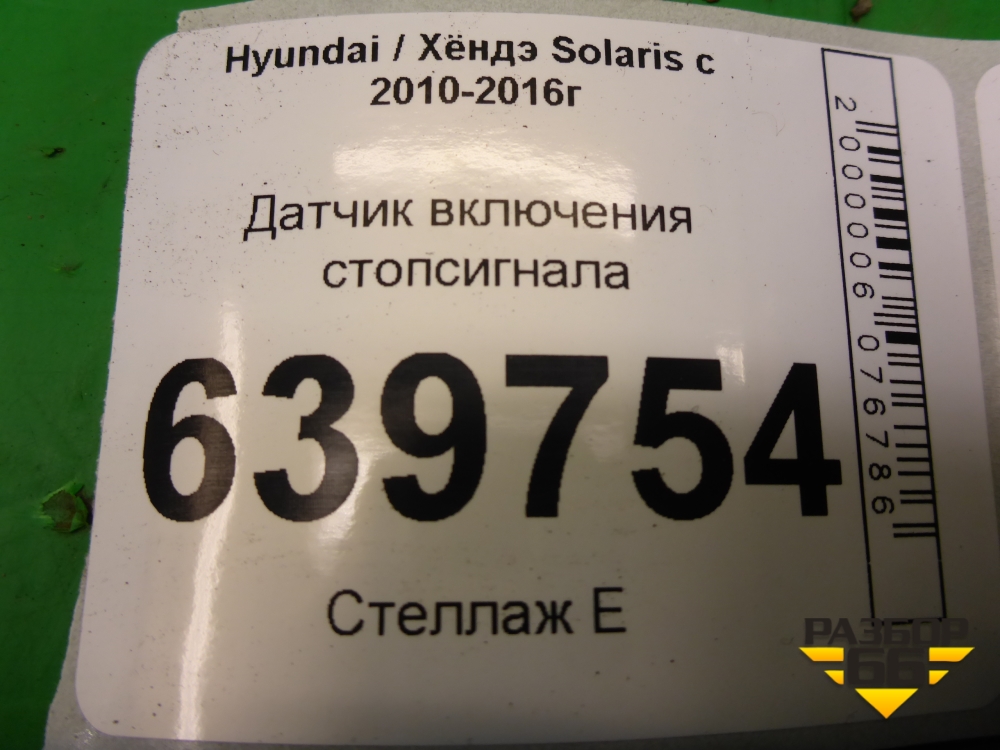 Hyundai / Хёндэ Solaris с
2010-2016г
Датчик включения
стопсигнала
639754
Стеллаж Е
2000006076786
РАЗБОР
66